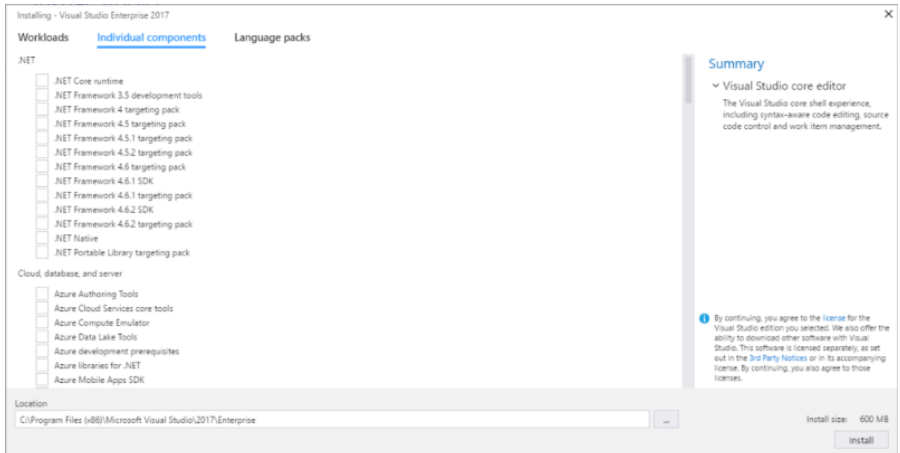 Installing - Visual Studio Enterprise 2017
Workloads Individual components Language packs
.NET
.NET Core runtime
.NET Framework 3.5 development tools
.NET Framework 4 targeting pack
.NET Framework 4.5 targeting pack
.NET Framework 4.5.1 targeting pack
.NET Framework 4.5.2 targeting pack
.NET Framework 4.6 targeting pack
.NET Framework 4.6.1 SDK
.NET Framework 4.6.1 targeting pack
.NET Framework 4.6.2 SDK
.NET Framework 4.6.2 targeting pack
.NET Native
.NET Portable Library targeting pack
Cloud, database, and server
Azure Authoring Tools
Azure Cloud Services core tools
Azure Compute Emulator
Azure Data Lake Tools
Azure development prerequisites
Azure libraries for .NET
Azure Mobile Apps SDK
Summary
Visual Studio core editor
The Visual Studio core shell experience,
including syntax-aware code editing, source
code control and work item management.
By continuing, you agree to the license for the
Visual Studio edition you selected. We also offer the
ability to download other software with Visual
Studio. This software is licensed separately, as set
out in the 3rd Party Notices or in its accompanying
license. By continuing, you also agree to those
licenses.
Location
C:\Program Files (x86)\Microsoft Visual Studio\2017\Enterprise
...
Install size: 600 MB
Install